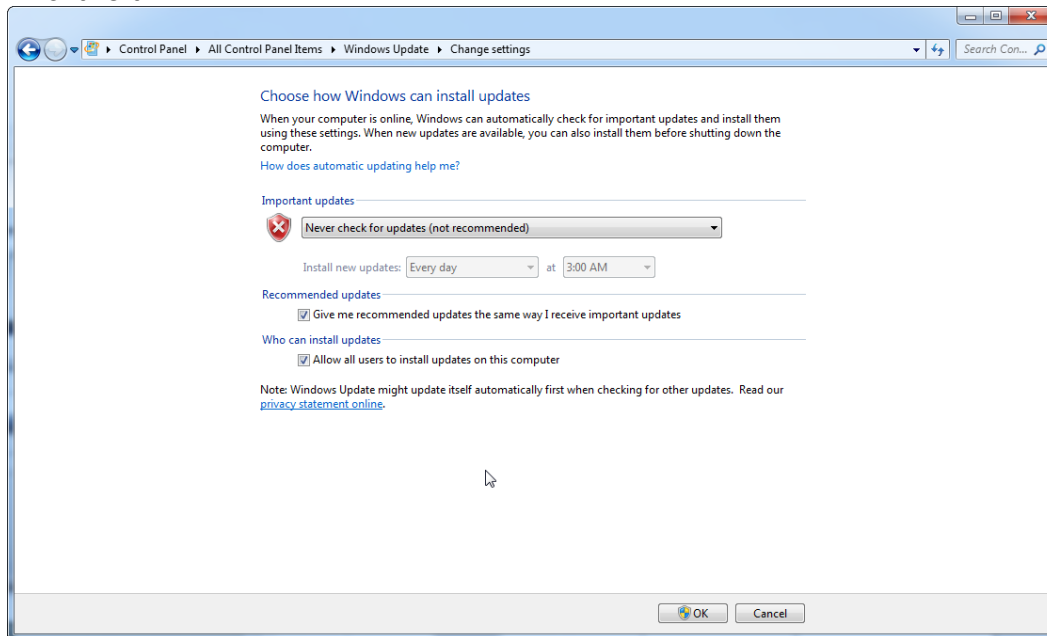 Control Panel ▸ All Control Panel Items ▸ Windows Update ▸ Change settings
Search Con...
Choose how Windows can install updates
When your computer is online, Windows can automatically check for important updates and install them
using these settings. When new updates are available, you can also install them before shutting down the
computer.
How does automatic updating help me?
Important updates
Never check for updates (not recommended)
Install new updates: Every day at 3:00 AM
Recommended updates
Give me recommended updates the same way I receive important updates
Who can install updates
Allow all users to install updates on this computer
Note: Windows Update might update itself automatically first when checking for other updates. Read our
privacy statement online.
OK Cancel